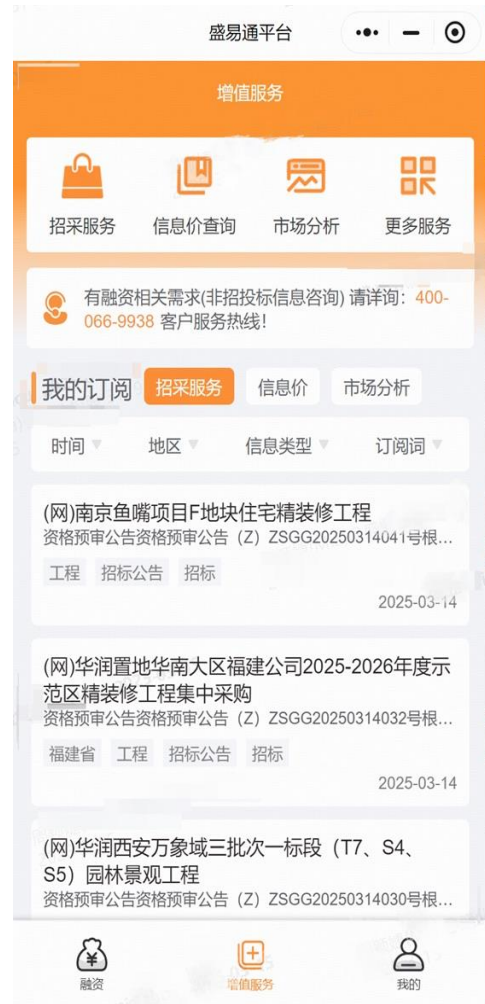 盛易通平台
增值服务
招采服务 信息价查询 市场分析 更多服务
有融资相关需求(非招投标信息咨询) 请详询：400-
066-9938 客户服务热线!
我的订阅 招采服务 信息价 市场分析
时间 地区 信息类型 订阅词
(网)南京鱼嘴项目F地块住宅精装修工程
资格预审公告资格预审公告（Z）ZSGG20250314041号根...
工程 招标公告 招标
2025-03-14
(网)华润置地华南大区福建公司2025-2026年度示
范区精装修工程集中采购
资格预审公告资格预审公告（Z）ZSGG20250314032号根...
福建省 工程 招标公告 招标
2025-03-14
(网)华润西安万象域三批次一标段（T7、S4、
S5）园林景观工程
资格预审公告资格预审公告（Z）ZSGG20250314030号根...
融资 增值服务 我的